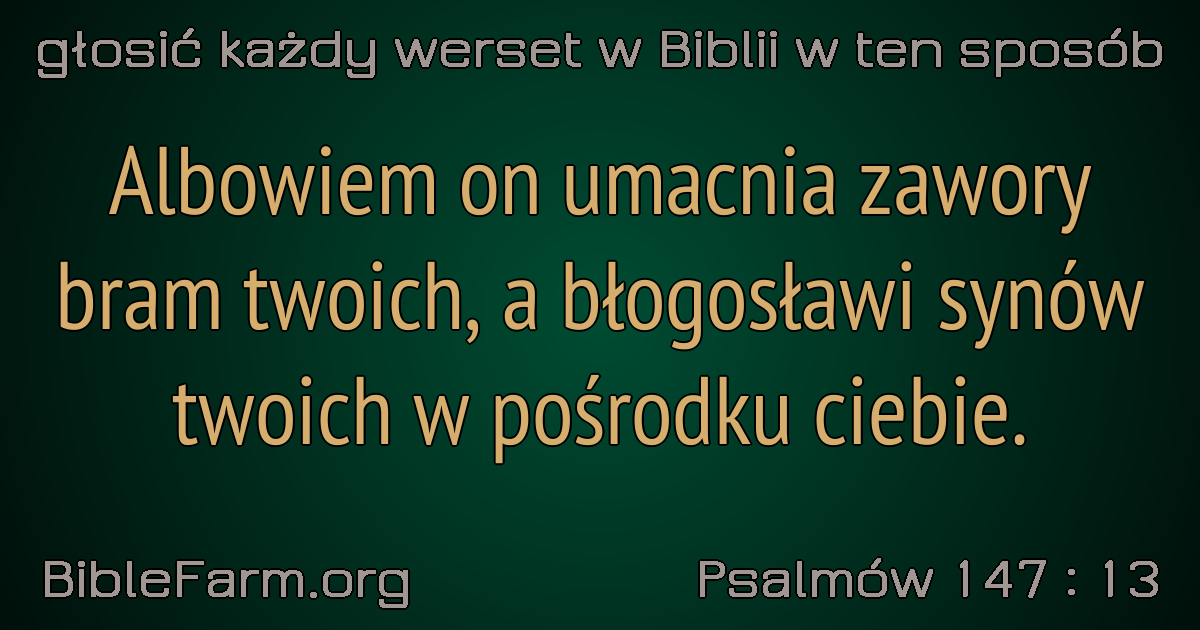 głosić każdy werset w Biblii w ten sposób
Albowiem on umacnia zawory
bram twoich, a błogosławi synów
twoich w pośrodku ciebie.
BibleFarm.org
Psalmów 147 : 13